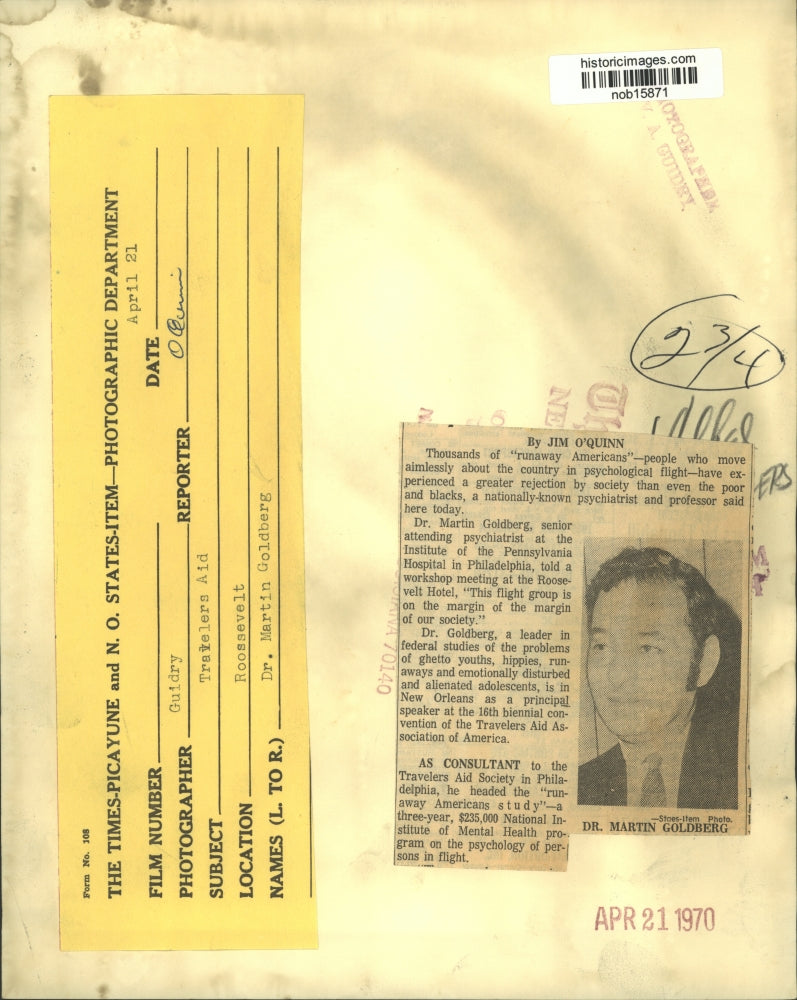 historicimages.com
nob15871
PHOTOGRAPHER
A. GUIDRY
Form No. 108
THE TIMES-PICAYUNE and N. O. STATES-ITEM—PHOTOGRAPHIC DEPARTMENT
April 21
FILM NUMBER DATE
PHOTOGRAPHER Guidry REPORTER O'Quinn
SUBJECT Travelers Aid
LOCATION Roossevelt
NAMES (L. TO R.) Dr. Martin Goldberg
2 3/4
By JIM O'QUINN
Thousands of "runaway Americans"—people who move
aimlessly about the country in psychological flight—have ex-
perienced a greater rejection by society than even the poor
and blacks, a nationally-known psychiatrist and professor said
here today.
Dr. Martin Goldberg, senior
attending psychiatrist at the
Institute of the Pennsylvania
Hospital in Philadelphia, told a
workshop meeting at the Roose-
velt Hotel, "This flight group is
on the margin of the margin
of our society."
Dr. Goldberg, a leader in
federal studies of the problems
of ghetto youths, hippies, run-
aways and emotionally disturbed
and alienated adolescents, is in
New Orleans as a principal
speaker at the 16th biennial con-
vention of the Travelers Aid As-
sociation of America.
AS CONSULTANT to the
Travelers Aid Society in Phila-
delphia, he headed the "run-
away Americans study"—a
three-year, $235,000 National In-
stitute of Mental Health pro-
gram on the psychology of per-
sons in flight.
—Staes-Item Photo.
DR. MARTIN GOLDBERG
70140
APR 21 1970